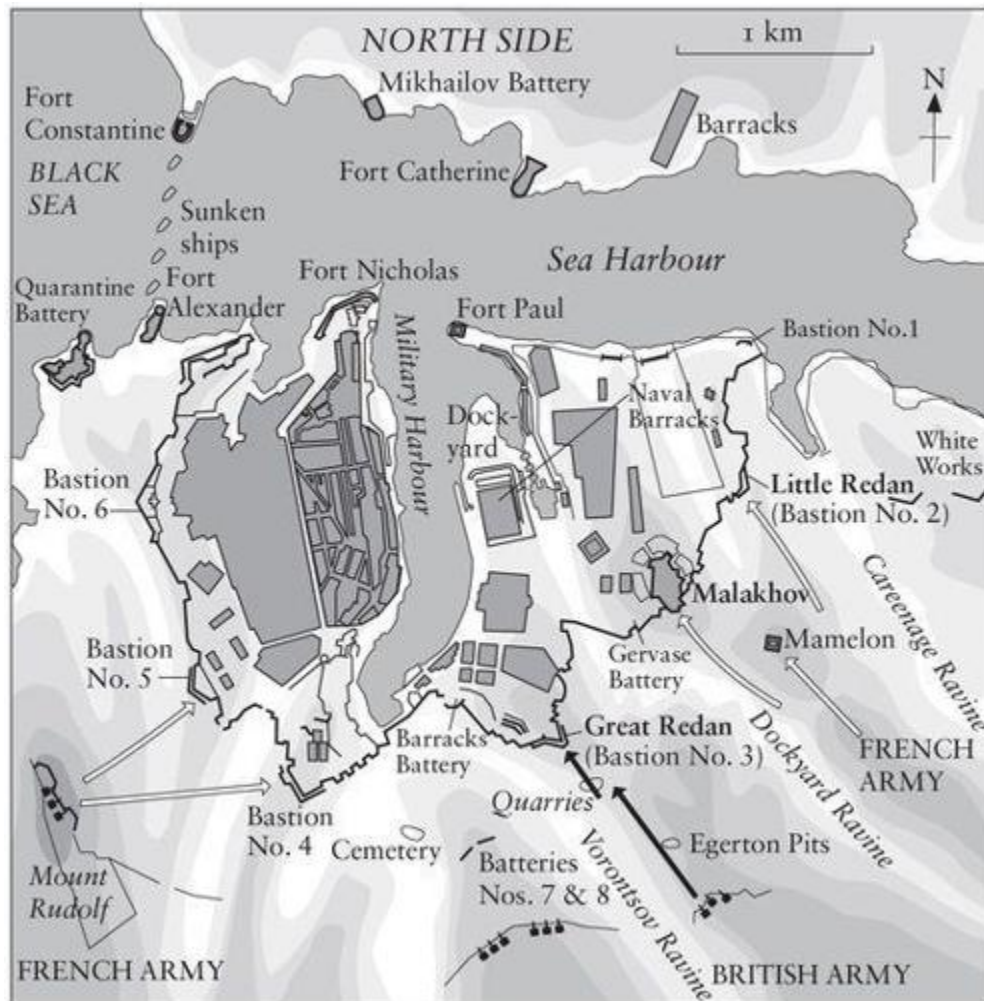 NORTH SIDE
1 km
N
Mikhailov Battery
Fort
Constantine
Barracks
BLACK
SEA
Fort Catherine
Sunken
ships
Sea Harbour
Fort Nicholas
Quarantine
Battery
Fort
Alexander
Fort Paul
Military Harbour
Bastion No.1
Dock-
yard
Naval
Barracks
White
Works
Bastion
No. 6
Little Redan
(Bastion No. 2)
Malakhov
Careenage Ravine
Mamelon
Bastion
No. 5
Gervase
Battery
Great Redan
(Bastion No. 3)
Barracks
Battery
Dockyard Ravine
FRENCH
ARMY
Quarries
Bastion
No. 4
Cemetery
Batteries
Nos. 7 & 8
Vorontsov Ravine
Egerton Pits
Mount
Rudolf
FRENCH ARMY
BRITISH ARMY